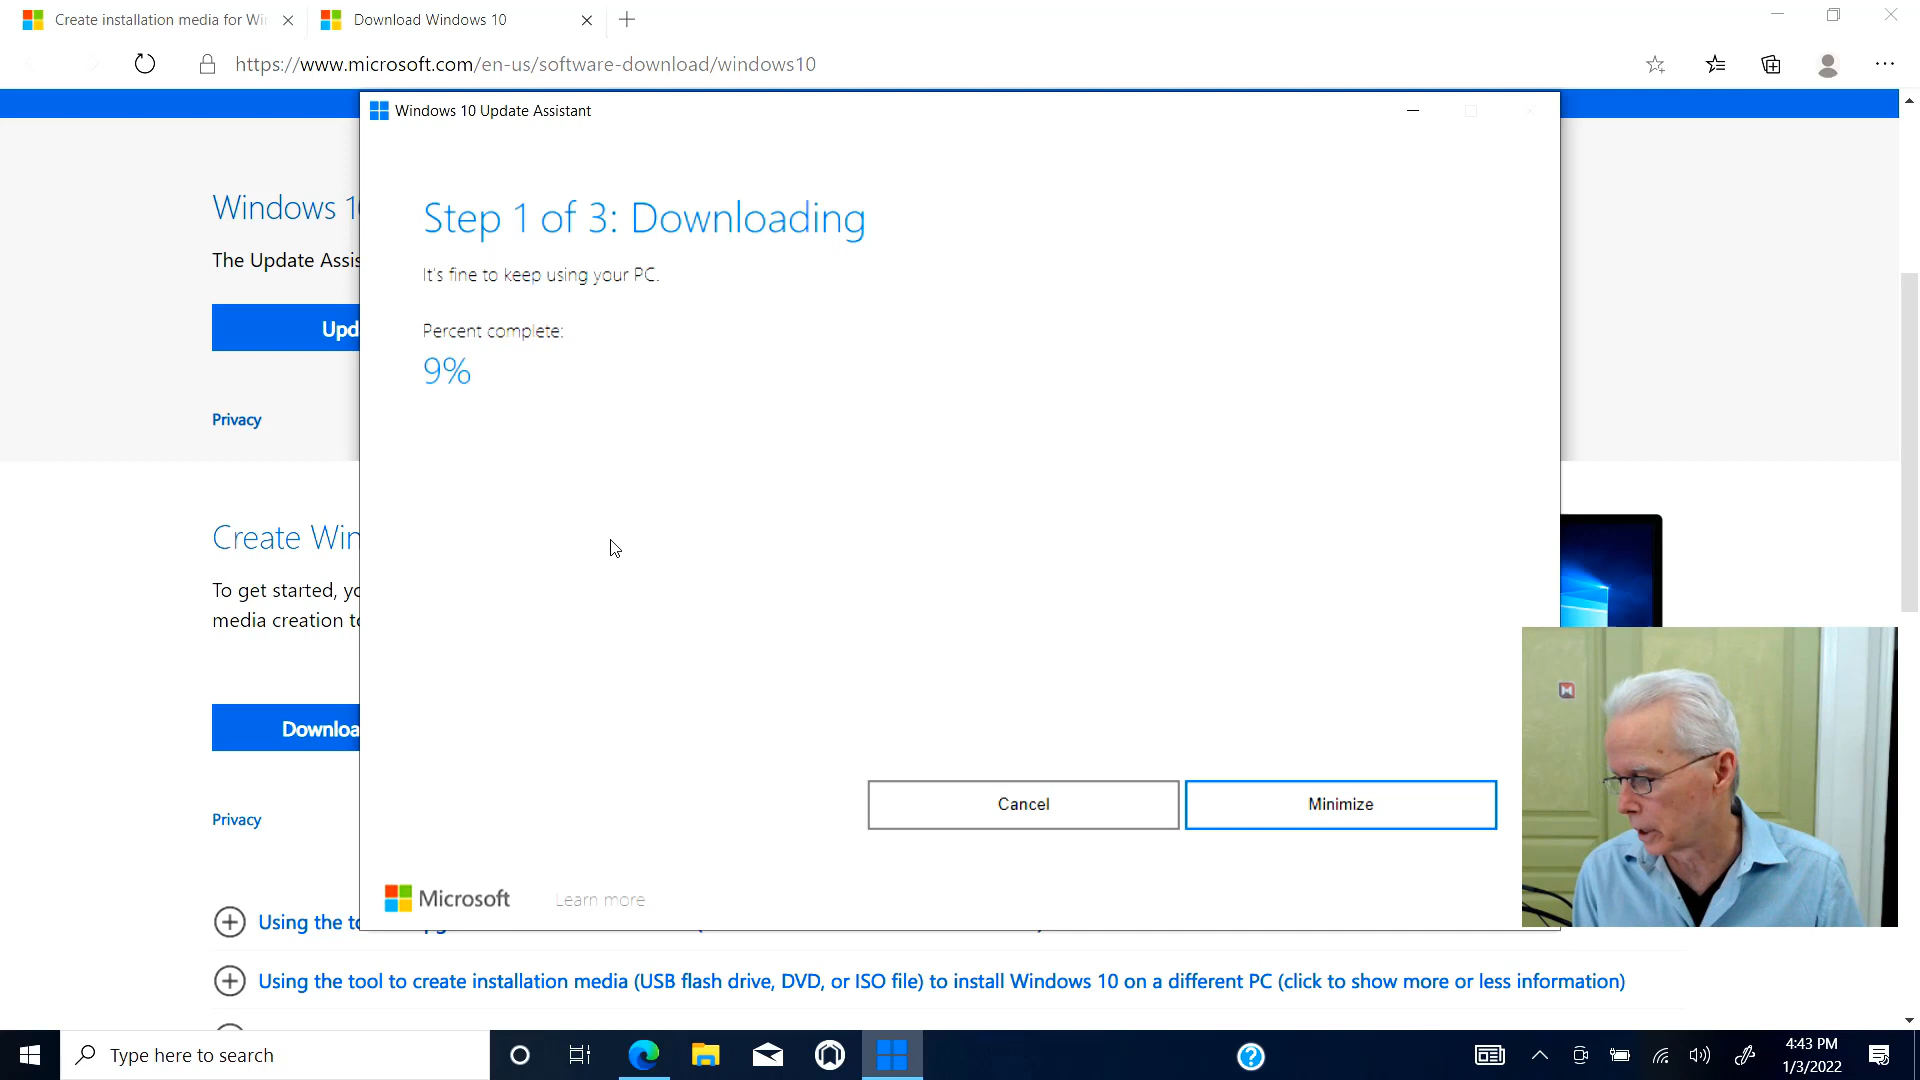 Create installation media for Wi
Download Windows 10
https://www.microsoft.com/en-us/software-download/windows10
Windows 10 Update Assistant
Windows 1
The Update Assis
Upd
Privacy
Step 1 of 3: Downloading
It's fine to keep using your PC.
Percent complete:
9%
Create Win
To get started, yo
media creation to
Downloa
Privacy
Cancel
Minimize
Microsoft
Learn more
Using the to
Using the tool to create installation media (USB flash drive, DVD, or ISO file) to install Windows 10 on a different PC (click to show more or less information)
Type here to search
4:43 PM
1/3/2022